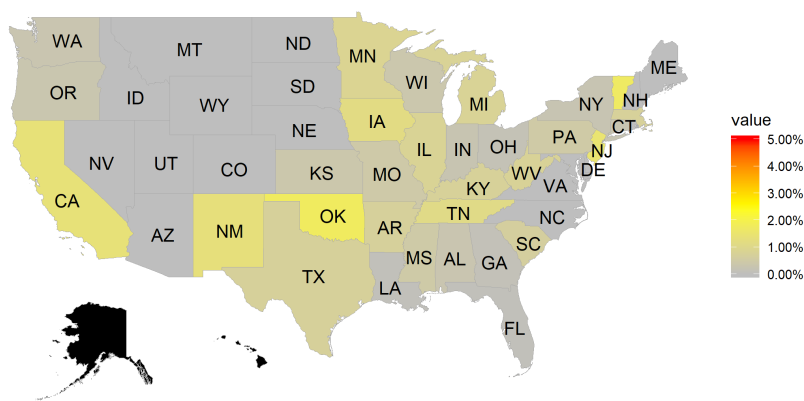 WA
MT
ND
MN
ME
OR
ID
SD
WI
MI
NY
NH
WY
IA
CT
NE
PA
NJ
NV
UT
CO
IL
IN
OH
DE
KS
MO
WV
VA
CA
KY
AZ
NM
OK
TN
NC
AR
SC
TX
MS
AL
GA
LA
FL
value
5.00%
4.00%
3.00%
2.00%
1.00%
0.00%